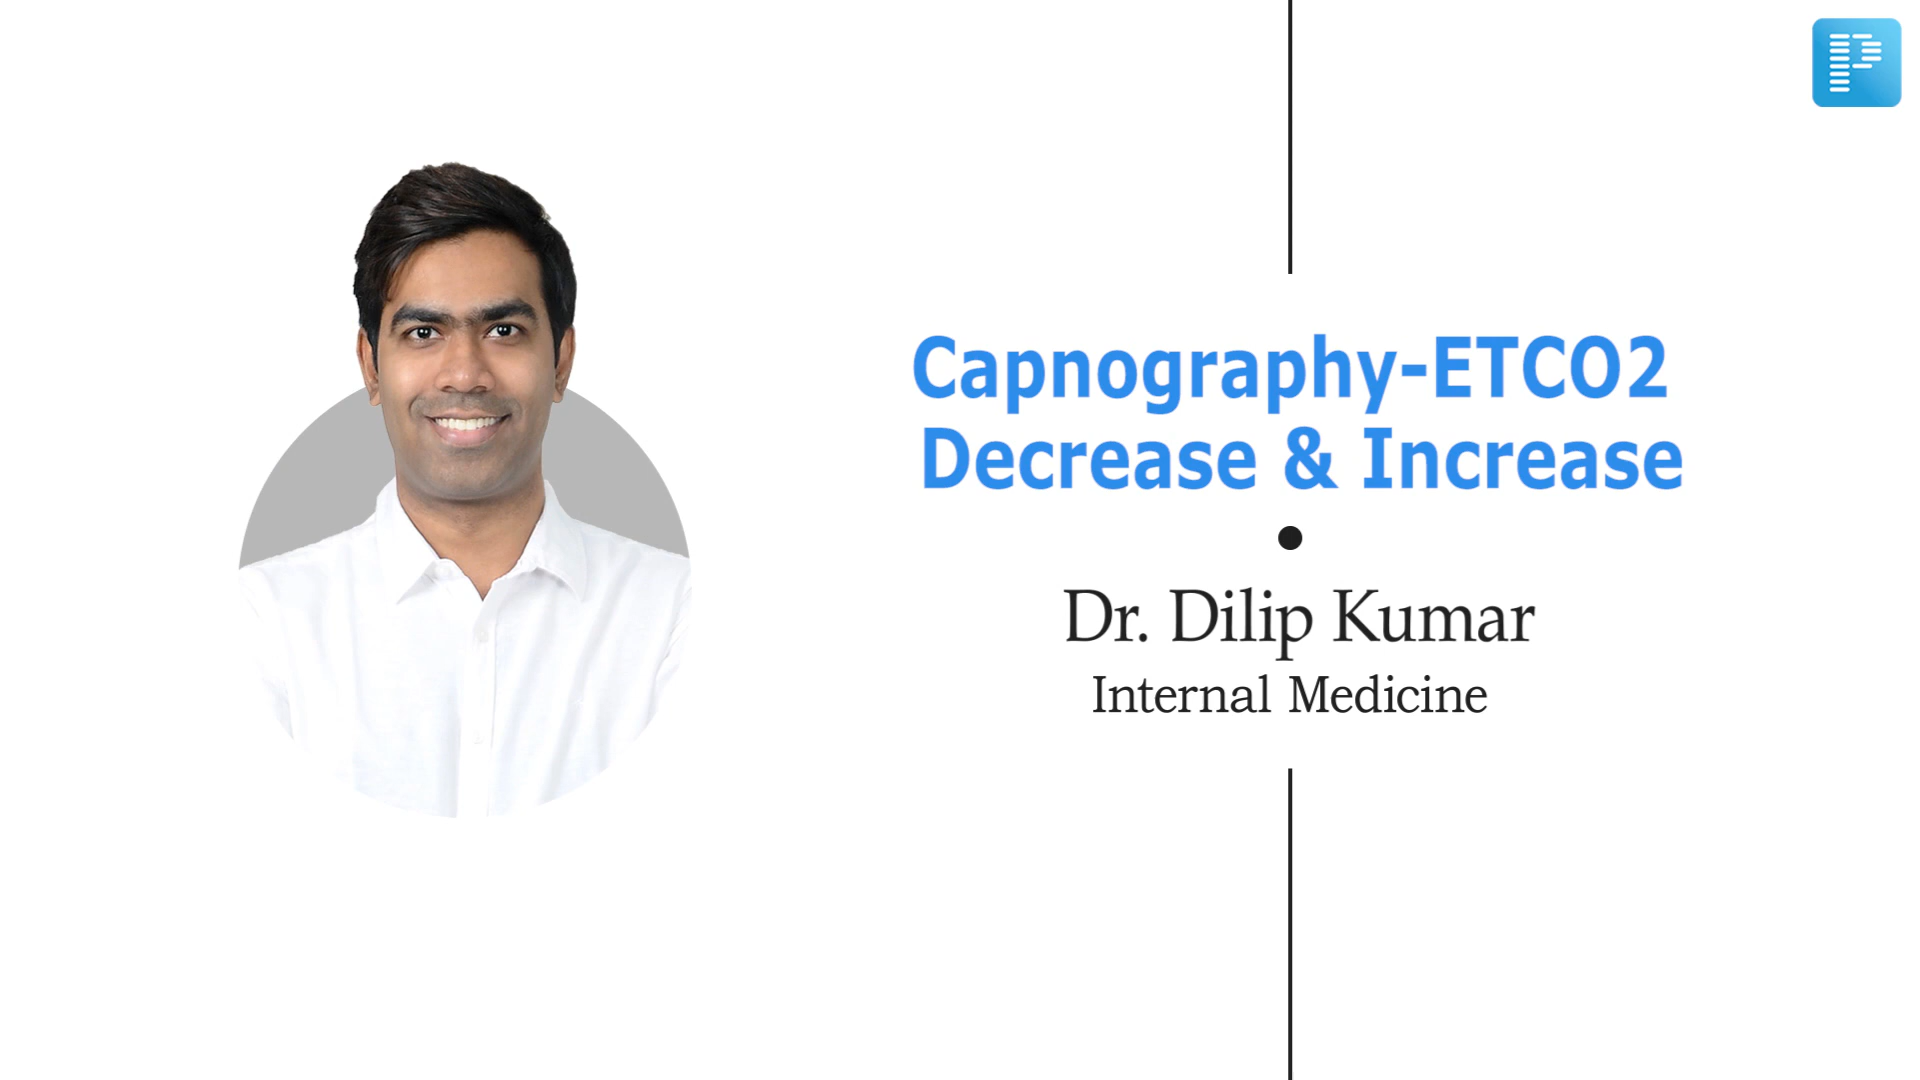 Capnography-ETCO2
Decrease & Increase
Dr. Dilip Kumar
Internal Medicine
P